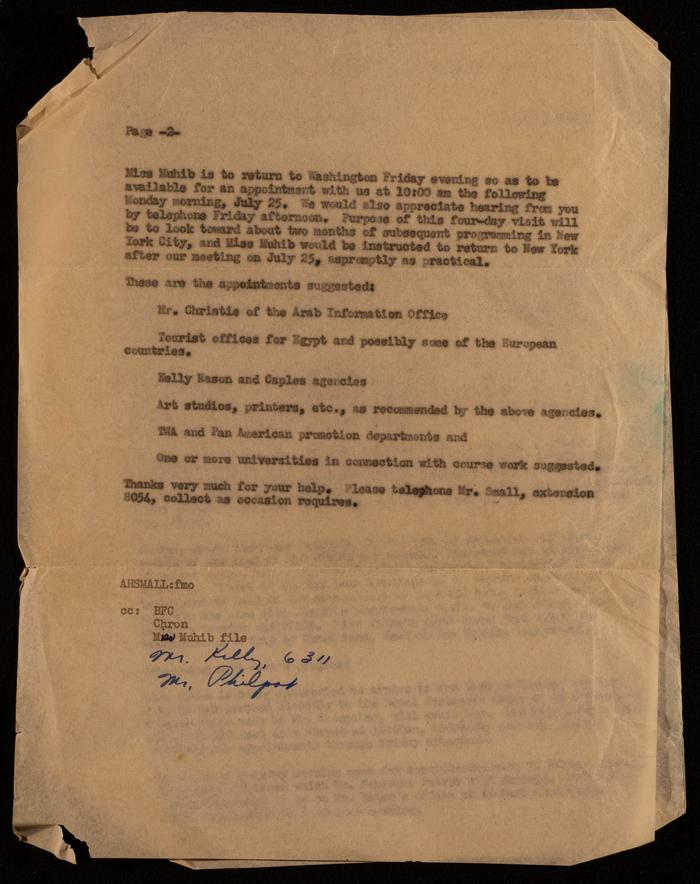 Page -2-
Miss Muhib is to return to Washington Friday evening so as to be
available for an appointment with us at 10:00 am the following
Monday morning, July 25. We would also appreciate hearing from you
by telephone Friday afternoon. Purpose of this four-day visit will
be to look toward about two months of subsequent programming in New
York City, and Miss Muhib would be instructed to return to New York
after our meeting on July 25, aspromptly as practical.
These are the appointments suggested:
Mr. Christie of the Arab Information Office
Tourist offices for Egypt and possibly some of the European
countries.
Kelly Nason and Caples agencies
Art studios, printers, etc., as recommended by the above agencies.
TWA and Pan American promotion departments and
One or more universities in connection with course work suggested.
Thanks very much for your help. Please telephone Mr. Small, extension
8054, collect as occasion requires.
AHSMALL:fmo
cc: BFC
Chron
Muhib file
Mr. Kelly, 6311
Mr. Philpot